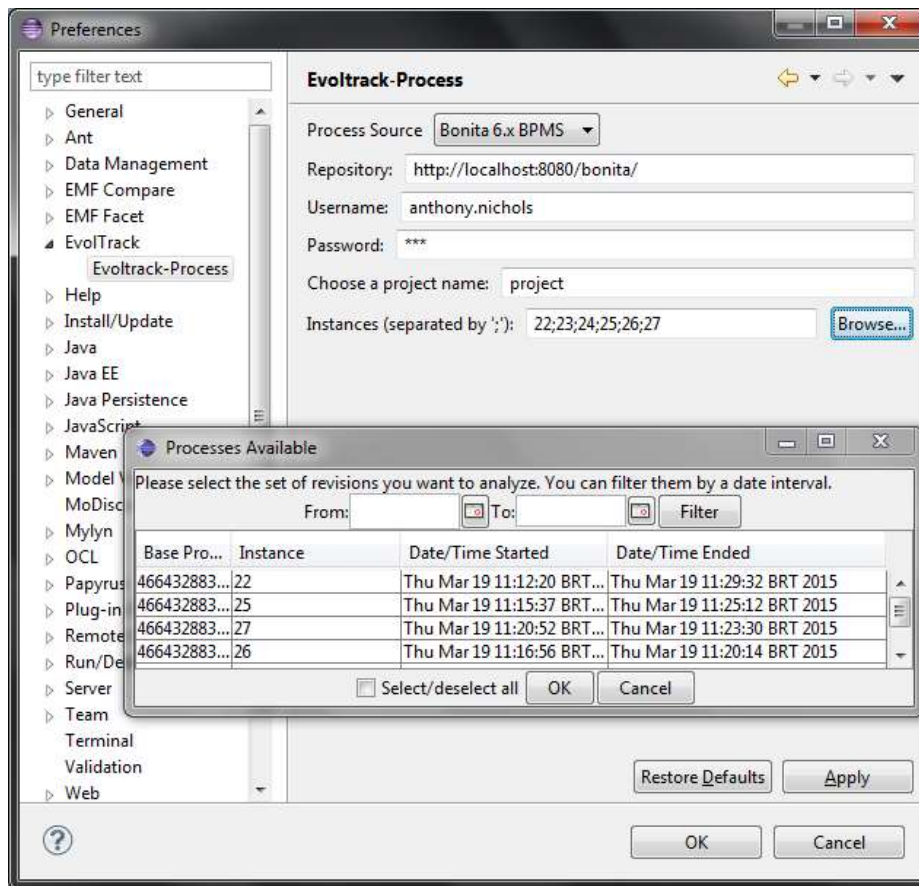 Preferences
type filter text
General
Ant
Data Management
EMF Compare
EMF Facet
EvolTrack
Evoltrack-Process
Help
Install/Update
Java
Java EE
Java Persistence
JavaScript
Maven
Model
MoDisc
Mylyn
OCL
Papyrus
Plug-in
Remote
Run/De
Server
Team
Terminal
Validation
Web
Evoltrack-Process
Process Source Bonita 6.x BPMS
Repository: http://localhost:8080/bonita/
Username: anthony.nichols
Password: ***
Choose a project name: project
Instances (separated by ';'): 22;23;24;25;26;27 Browse...
Processes Available
Please select the set of revisions you want to analyze. You can filter them by a date interval.
From: To: Filter
Base Pro... Instance Date/Time Started Date/Time Ended
466432883... 22 Thu Mar 19 11:12:20 BRT... Thu Mar 19 11:29:32 BRT 2015
466432883... 25 Thu Mar 19 11:15:37 BRT... Thu Mar 19 11:25:12 BRT 2015
466432883... 27 Thu Mar 19 11:20:52 BRT... Thu Mar 19 11:23:30 BRT 2015
466432883... 26 Thu Mar 19 11:16:56 BRT... Thu Mar 19 11:20:14 BRT 2015
Select/deselect all OK Cancel
Restore Defaults Apply
? OK Cancel